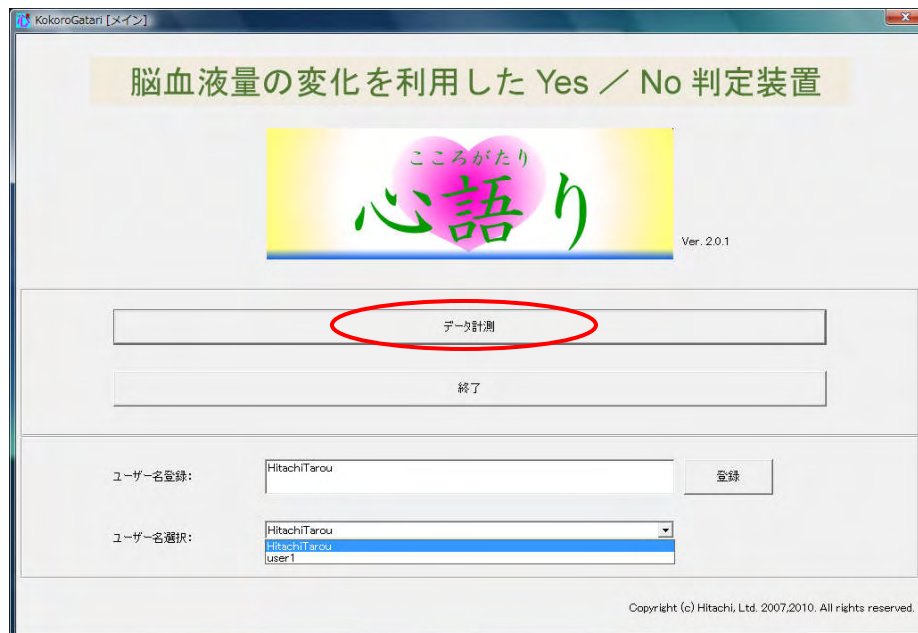 KokoroGatari [メイン]
脳血液量の変化を利用した Yes ／ No 判定装置
こころがたり
心語り
Ver. 2.0.1
データ計測
終了
ユーザー名登録：
HitachiTarou
登録
ユーザー名選択：
HitachiTarou
HitachiTarou
user1
Copyright (c) Hitachi, Ltd. 2007,2010. All rights reserved.